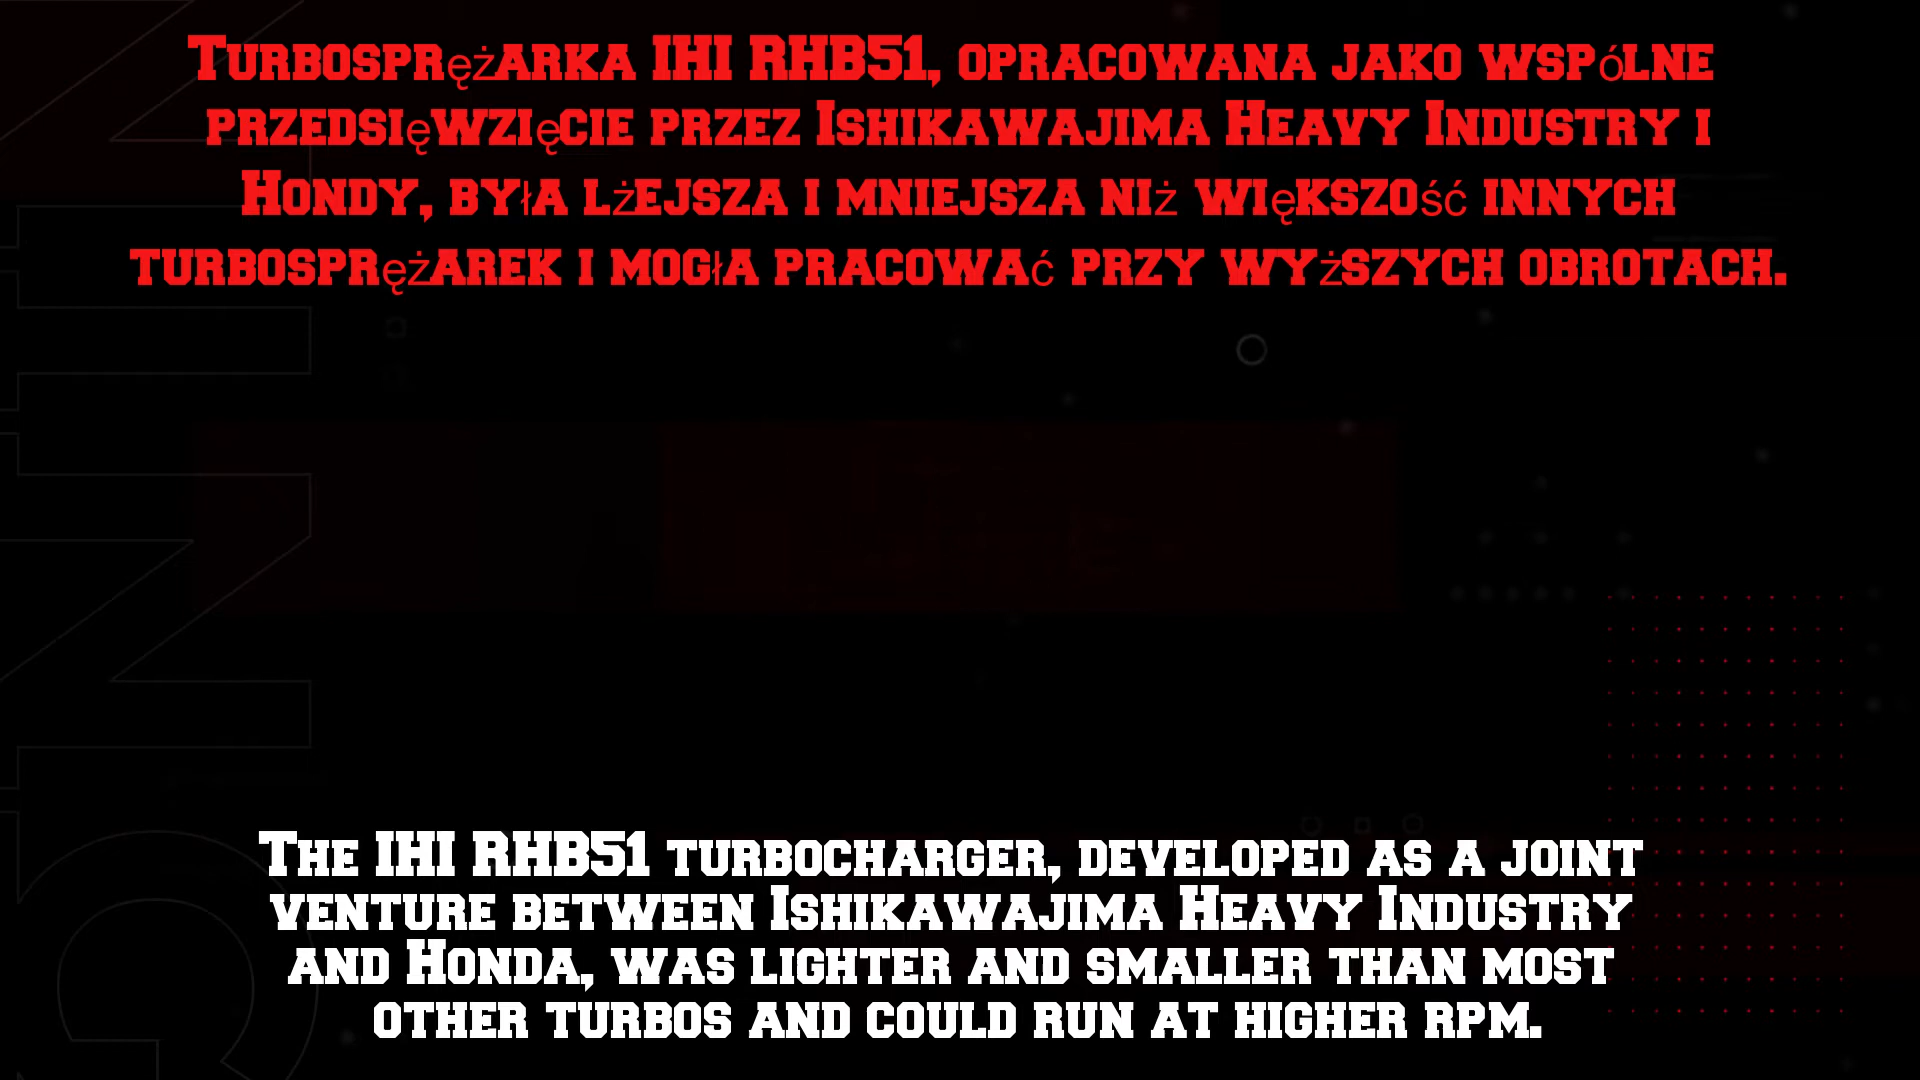 Turbosprężarka IHI RHB51, opracowana jako wspólne
przedsięwzięcie przez Ishikawajima Heavy Industry i
Hondy, była lżejsza i mniejsza niż większość innych
turbosprężarek i mogła pracować przy wyższych obrotach.
The IHI RHB51 turbocharger, developed as a joint
venture between Ishikawajima Heavy Industry
and Honda, was lighter and smaller than most
other turbos and could run at higher rpm.